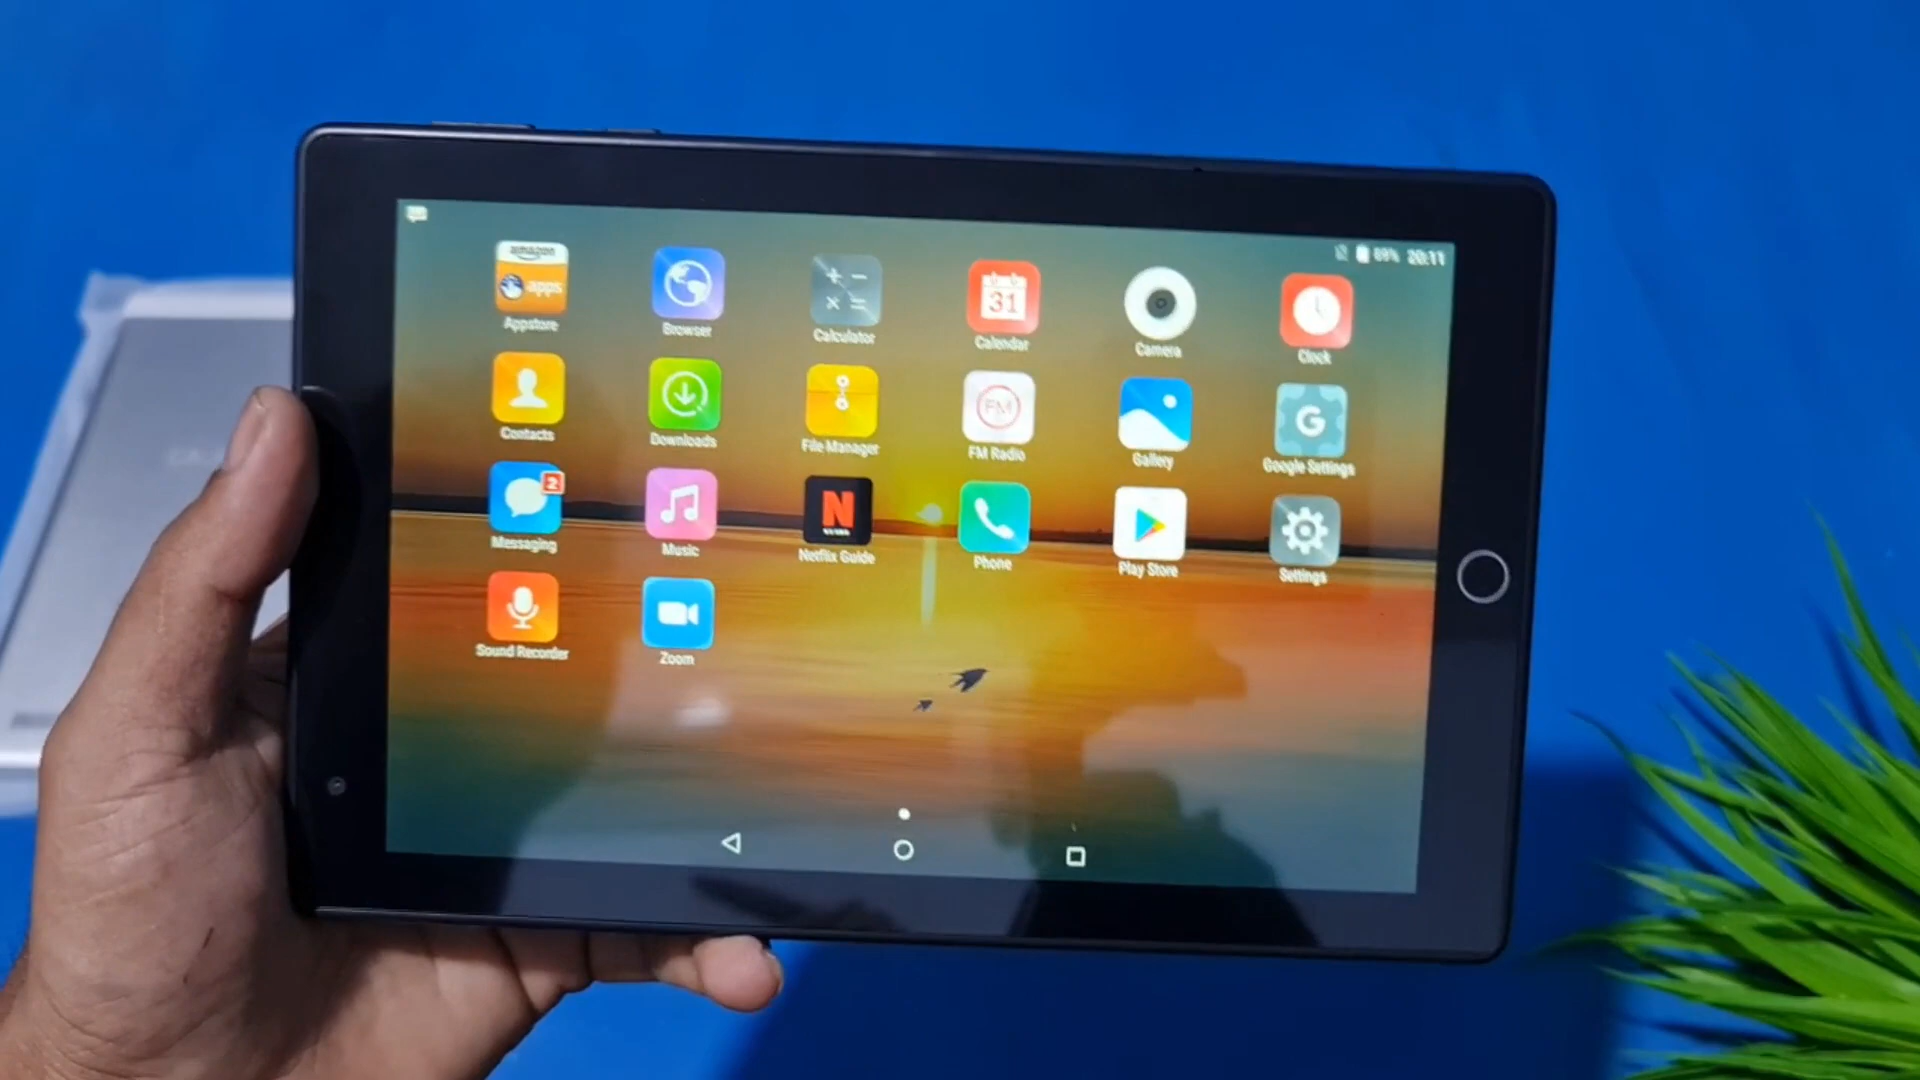 89% 20:11
amazon
apps
Appstore
Browser
Calculator
31
Calendar
Camera
Clock
Contacts
Downloads
File Manager
FM
FM Radio
Gallery
G
Google Settings
2
Messaging
Music
N
Netflix Guide
Phone
Play Store
Settings
Sound Recorder
Zoom